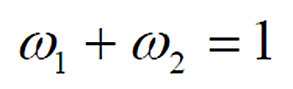 ω₁ + ω₂ = 1